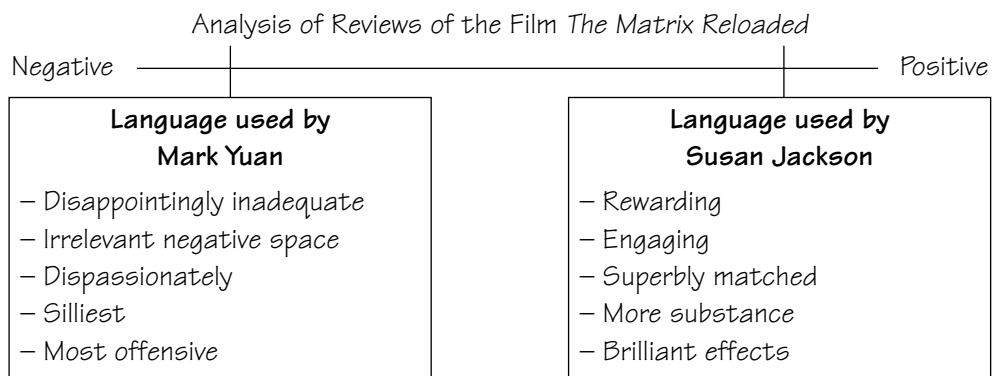 Analysis of Reviews of the Film The Matrix Reloaded
Negative
Positive
Language used by
Mark Yuan
– Disappointingly inadequate
– Irrelevant negative space
– Dispassionately
– Silliest
– Most offensive
Language used by
Susan Jackson
– Rewarding
– Engaging
– Superbly matched
– More substance
– Brilliant effects